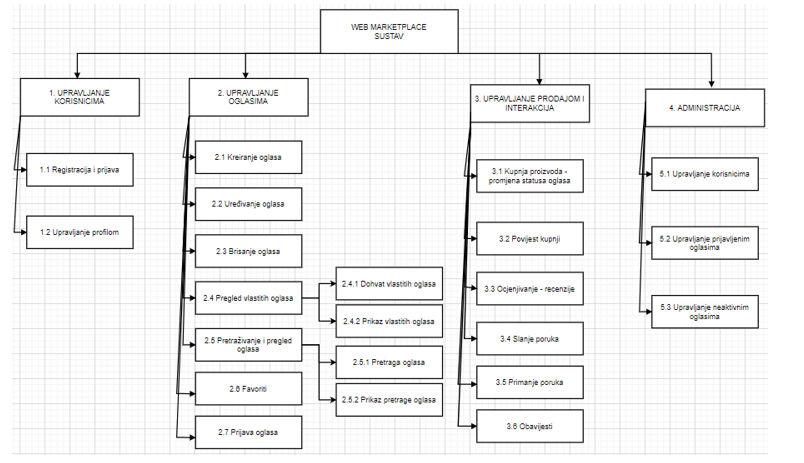 WEB MARKETPLACE
SUSTAV
1. UPRAVLJANJE
KORISNICIMA
2. UPRAVLJANJE
OGLASIMA
3. UPRAVLJANJE PRODAJOM I
INTERAKCIJA
4. ADMINISTRACIJA
1.1 Registracija i prijava
1.2 Upravljanje profilom
2.1 Kreiranje oglasa
2.2 Uređivanje oglasa
2.3 Brisanje oglasa
2.4 Pregled vlastitih oglasa
2.4.1 Dohvat vlastitih oglasa
2.4.2 Prikaz vlastitih oglasa
2.5 Pretraživanje i pregled
oglasa
2.5.1 Pretraga oglasa
2.5.2 Prikaz pretrage oglasa
2.6 Favoriti
2.7 Prijava oglasa
3.1 Kupnja proizvoda -
promjena statusa oglasa
3.2 Povijest kupnji
3.3 Ocjenjivanje - recenzije
3.4 Slanje poruka
3.5 Primanje poruka
3.6 Obavijesti
5.1 Upravljanje korisnicima
5.2 Upravljanje prijavljenim
oglasima
5.3 Upravljanje neaktivnim
oglasima